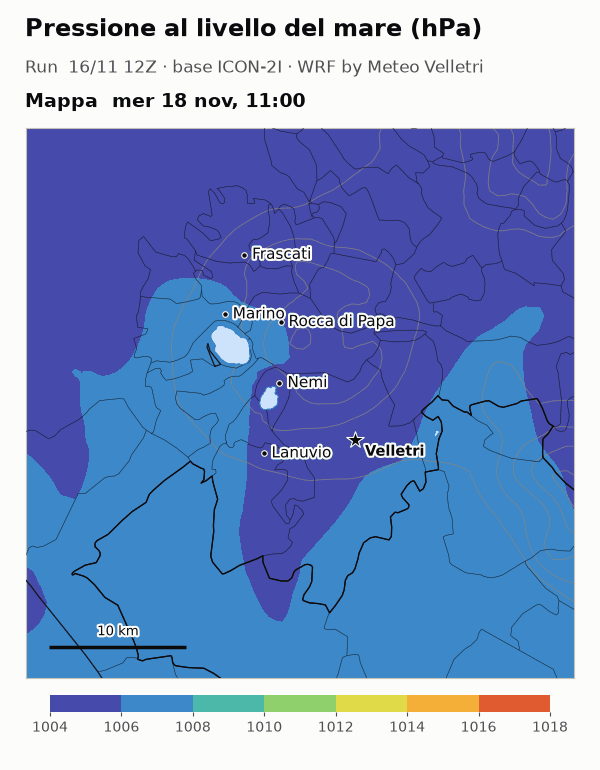 Pressione al livello del mare (hPa)
Run  16/11 12Z · base ICON-2I · WRF by Meteo Velletri
Mappa  mer 18 nov, 11:00
Frascati
Marino
Rocca di Papa
Nemi
Velletri
Lanuvio
10 km
1004 1006 1008 1010 1012 1014 1016 1018